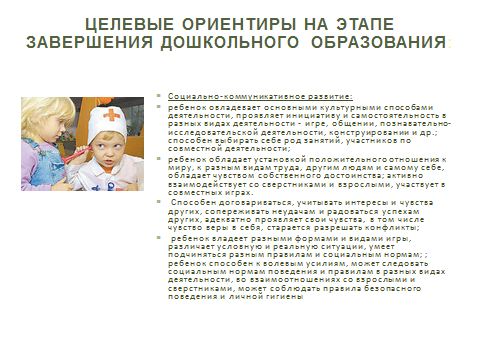 ЦЕЛЕВЫЕ ОРИЕНТИРЫ НА ЭТАПЕ
ЗАВЕРШЕНИЯ ДОШКОЛЬНОГО ОБРАЗОВАНИЯ:
Социально-коммуникативное развитие:
ребенок овладевает основными культурными способами
деятельности, проявляет инициативу и самостоятельность в
разных видах деятельности - игре, общении, познавательно-
исследовательской деятельности, конструировании и др.;
способен выбирать себе род занятий, участников по
совместной деятельности;
ребенок обладает установкой положительного отношения к
миру, к разным видам труда, другим людям и самому себе,
обладает чувством собственного достоинства; активно
взаимодействует со сверстниками и взрослыми, участвует в
совместных играх.
Способен договариваться, учитывать интересы и чувства
других, сопереживать неудачам и радоваться успехам
других, адекватно проявляет свои чувства, в том числе
чувство веры в себя, старается разрешать конфликты;
ребенок владеет разными формами и видами игры,
различает условную и реальную ситуации, умеет
подчиняться разным правилам и социальным нормам; ;
ребенок способен к волевым усилиям, может следовать
социальным нормам поведения и правилам в разных видах
деятельности, во взаимоотношениях со взрослыми и
сверстниками, может соблюдать правила безопасного
поведения и личной гигиены